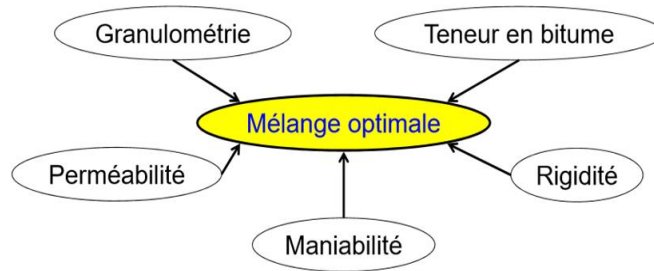 Granulométrie
Teneur en bitume
Mélange optimale
Perméabilité
Rigidité
Maniabilité